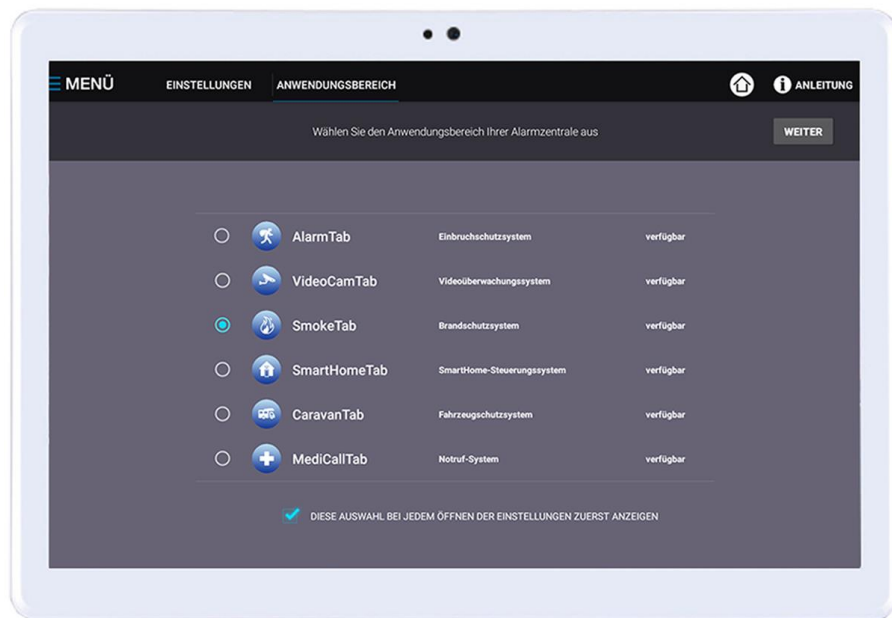 MENÜ EINSTELLUNGEN ANWENDUNGSBEREICH i ANLEITUNG
Wählen Sie den Anwendungsbereich Ihrer Alarmzentrale aus WEITER
AlarmTab Einbruchschutzsystem verfügbar
VideoCamTab Videoüberwachungssystem verfügbar
SmokeTab Brandschutzsystem verfügbar
SmartHomeTab SmartHome-Steuerungssystem verfügbar
CaravanTab Fahrzeugschutzsystem verfügbar
MediCallTab Notruf-System verfügbar
DIESE AUSWAHL BEI JEDEM ÖFFNEN DER EINSTELLUNGEN ZUERST ANZEIGEN